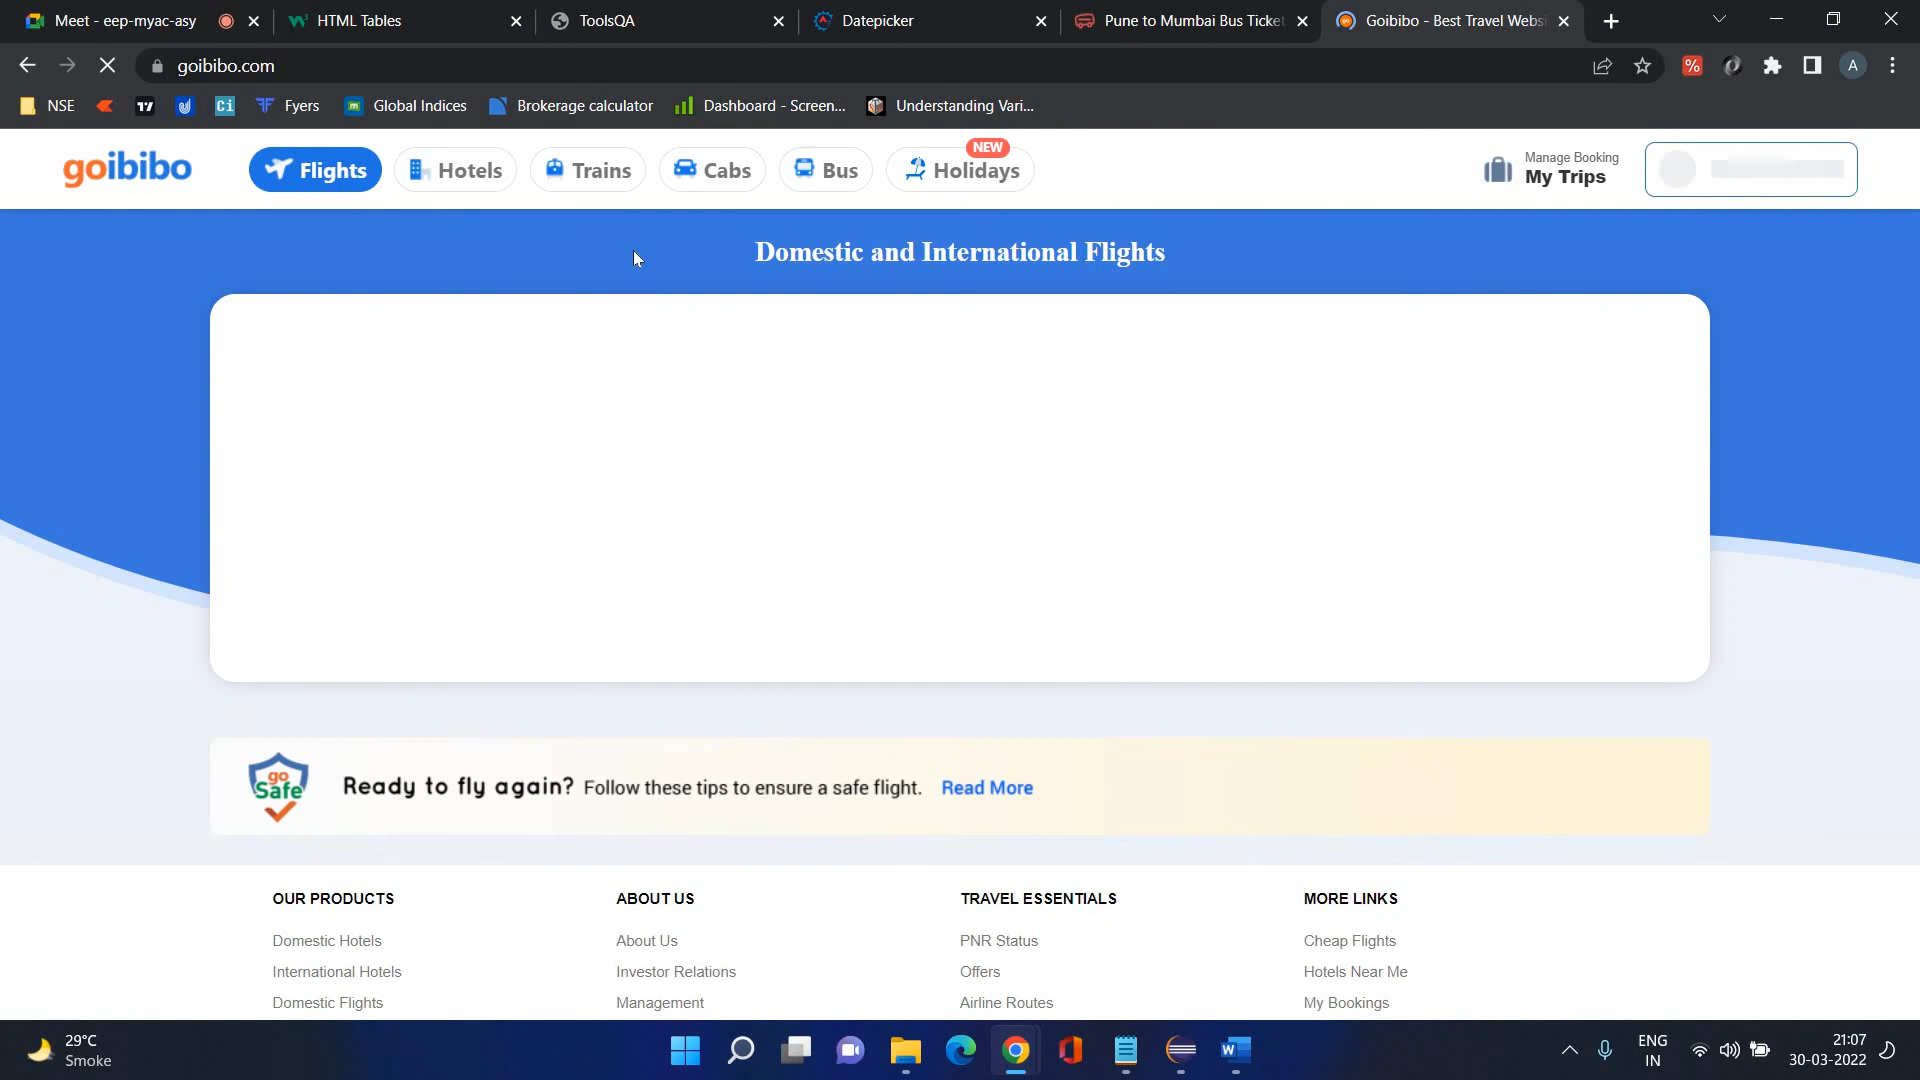 Meet - eep-myac-asy
HTML Tables
ToolsQA
Datepicker
Pune to Mumbai Bus Ticket
Goibibo - Best Travel Websi
goibibo.com
%
A
NSE
Ci
Fyers
Global Indices
Brokerage calculator
Dashboard - Screen...
Understanding Vari...
goibibo
Flights
Hotels
Trains
Cabs
Bus
NEW
Holidays
Manage Booking
My Trips
Domestic and International Flights
go
Safe
Ready to fly again? Follow these tips to ensure a safe flight. Read More
OUR PRODUCTS
Domestic Hotels
International Hotels
Domestic Flights
ABOUT US
About Us
Investor Relations
Management
TRAVEL ESSENTIALS
PNR Status
Offers
Airline Routes
MORE LINKS
Cheap Flights
Hotels Near Me
My Bookings
29°C
Smoke
ENG
IN
21:07
30-03-2022